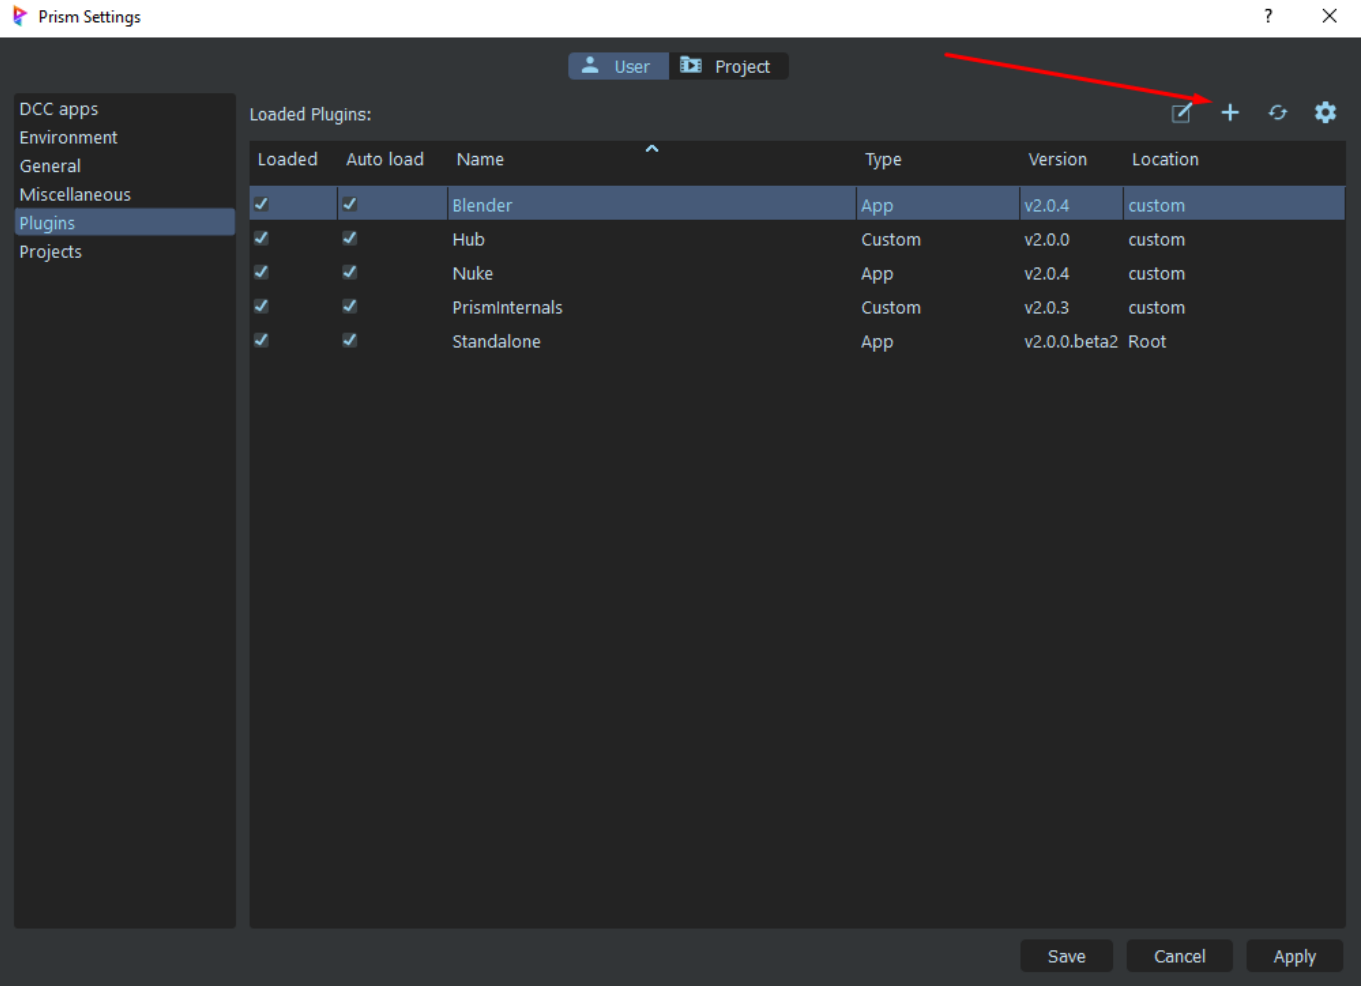 Prism Settings ?
User Project
DCC apps
Environment
General
Miscellaneous
Plugins
Projects
Loaded Plugins:
Loaded Auto load Name Type Version Location
Blender App v2.0.4 custom
Hub Custom v2.0.0 custom
Nuke App v2.0.4 custom
PrismInternals Custom v2.0.3 custom
Standalone App v2.0.0.beta2 Root
Save Cancel Apply